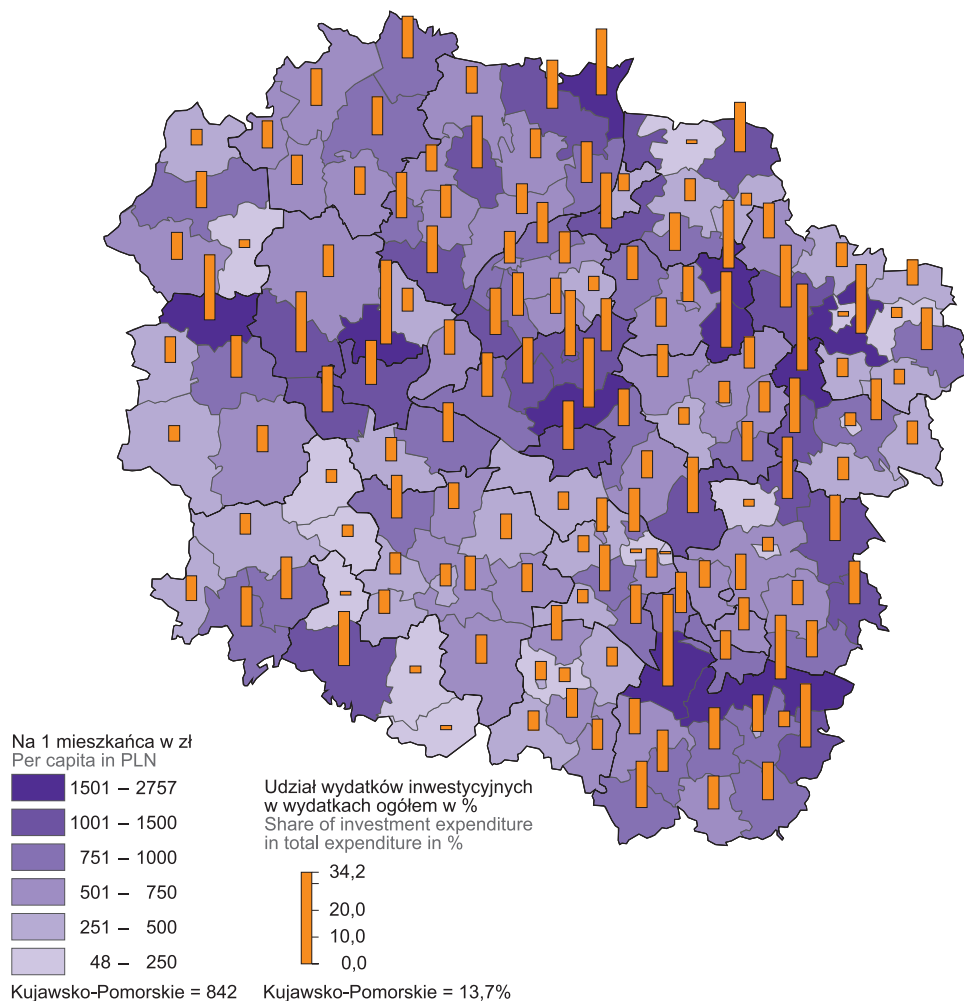 Na 1 mieszkańca w zł
Per capita in PLN
1501 – 2757
1001 – 1500
751 – 1000
501 – 750
251 – 500
48 – 250
Kujawsko-Pomorskie = 842
Udział wydatków inwestycyjnych
w wydatkach ogółem w %
Share of investment expenditure
in total expenditure in %
34,2
20,0
10,0
0,0
Kujawsko-Pomorskie = 13,7%